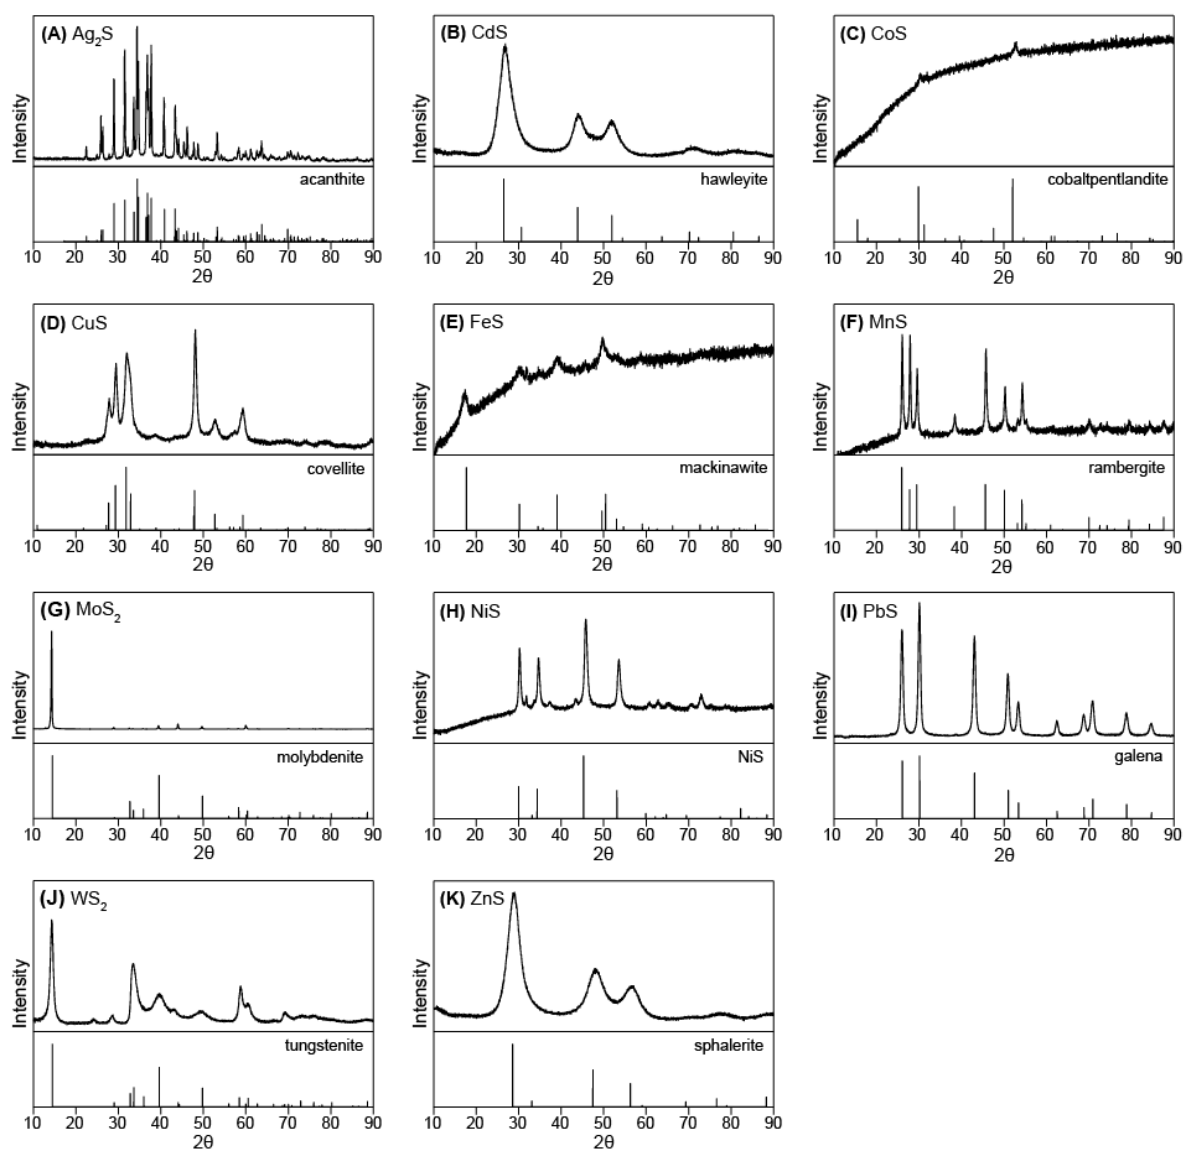 (A) Ag2S
Intensity
acanthite
10 20 30 40 50 60 70 80 90
2θ
(B) CdS
Intensity
hawleyite
10 20 30 40 50 60 70 80 90
2θ
(C) CoS
Intensity
cobaltpentlandite
10 20 30 40 50 60 70 80 90
2θ
(D) CuS
Intensity
covellite
10 20 30 40 50 60 70 80 90
2θ
(E) FeS
Intensity
mackinawite
10 20 30 40 50 60 70 80 90
2θ
(F) MnS
Intensity
rambergite
10 20 30 40 50 60 70 80 90
2θ
(G) MoS2
Intensity
molybdenite
10 20 30 40 50 60 70 80 90
2θ
(H) NiS
Intensity
NiS
10 20 30 40 50 60 70 80 90
2θ
(I) PbS
Intensity
galena
10 20 30 40 50 60 70 80 90
2θ
(J) WS2
Intensity
tungstenite
10 20 30 40 50 60 70 80 90
2θ
(K) ZnS
Intensity
sphalerite
10 20 30 40 50 60 70 80 90
2θ